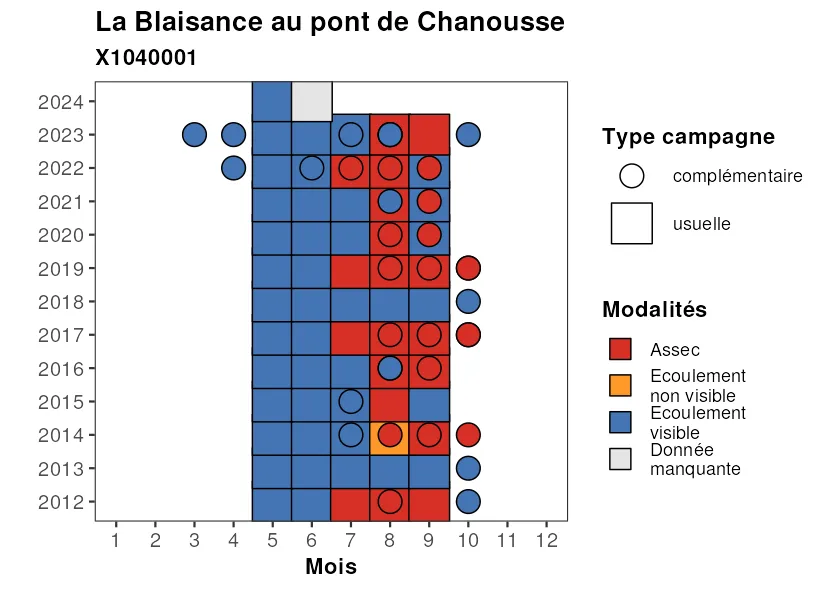 La Blaisance au pont de Chanousse
X1040001
2024
2023
2022
2021
2020
2019
2018
2017
2016
2015
2014
2013
2012
1 2 3 4 5 6 7 8 9 10 11 12
Mois
Type campagne
complémentaire
usuelle
Modalités
Assec
Ecoulement
non visible
Ecoulement
visible
Donnée
manquante